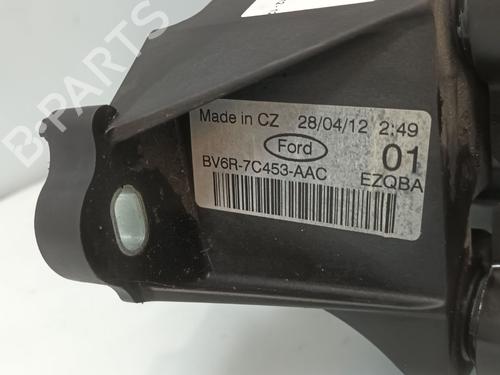 Made in CZ 28/04/12 2:49
Ford
01
BV6R-7C453-AAC
EZQBA
B-PARTS